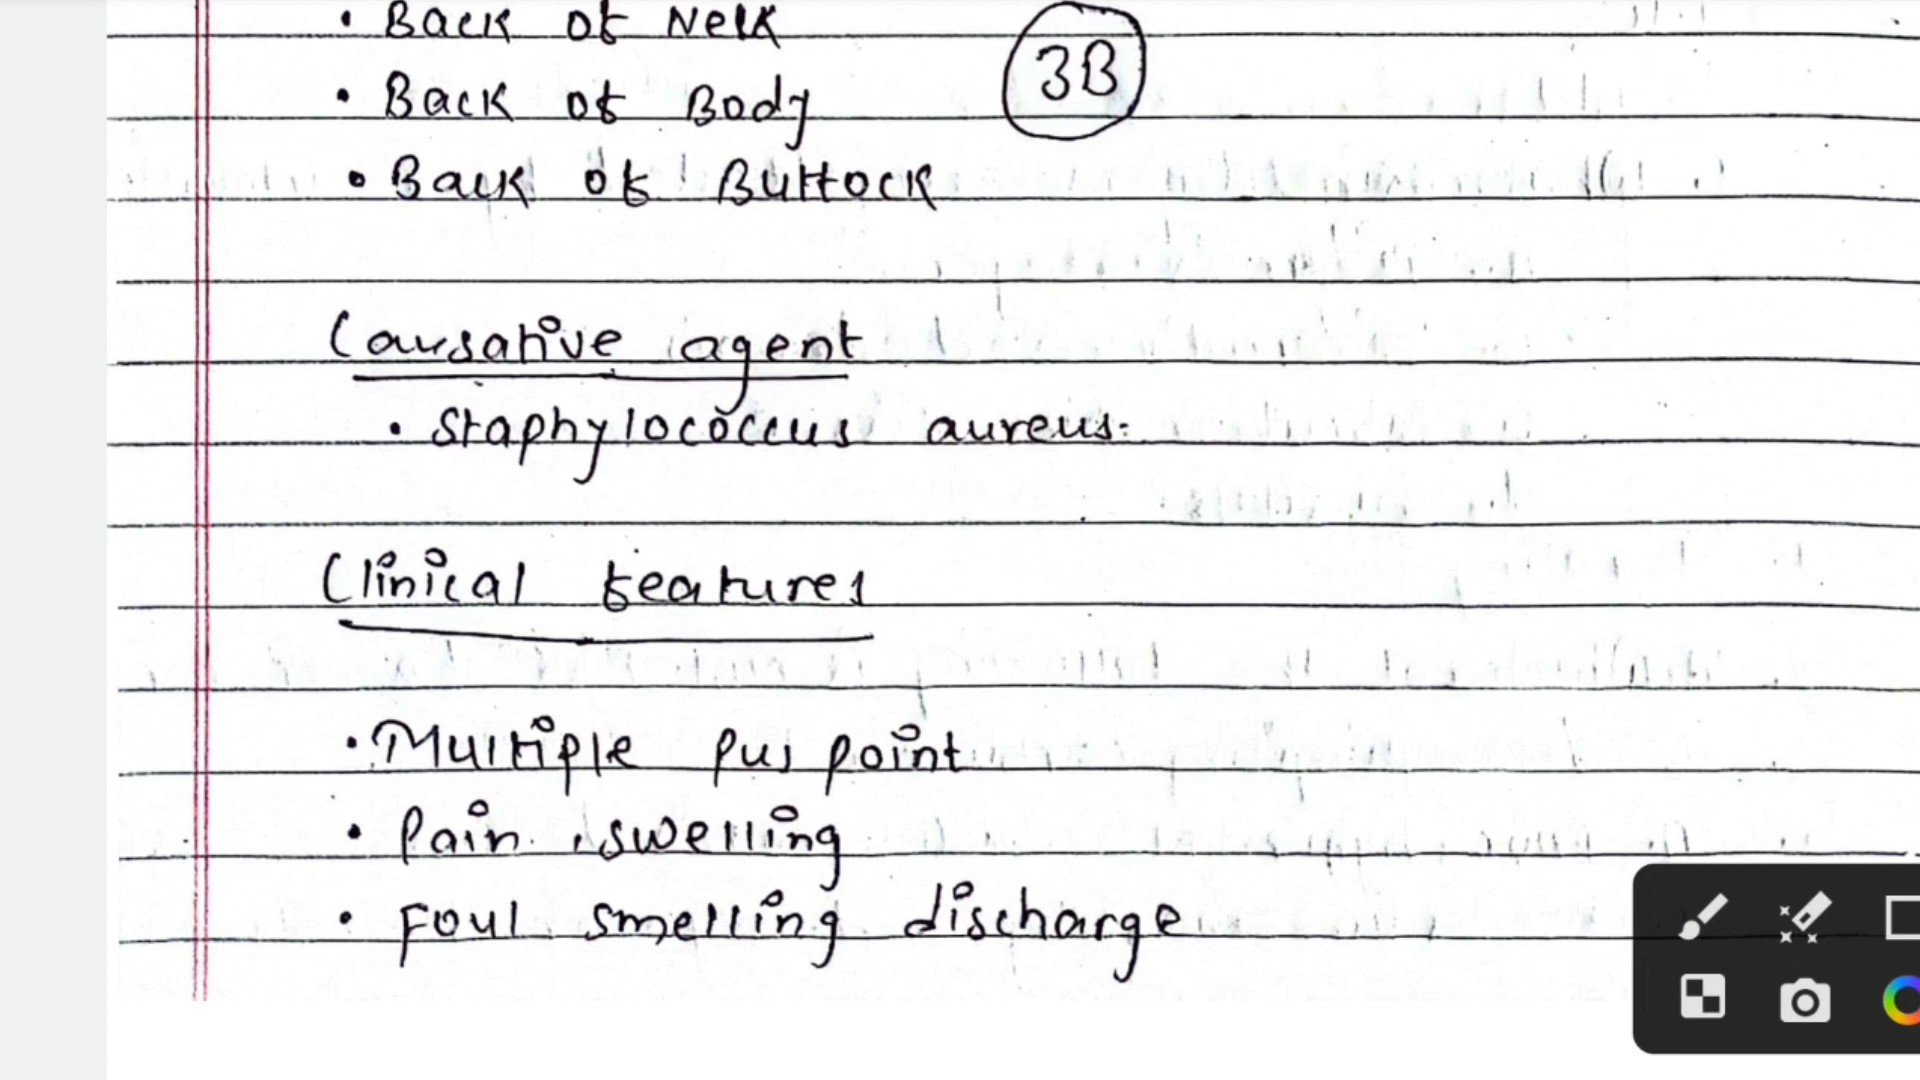 • Back of Neck
3B
• Back of Body
• Back of Buttock
Causative agent
• Staphylococcus aureus.
Clinical features
• Multiple pus point
• Pain, swelling
• Foul smelling discharge